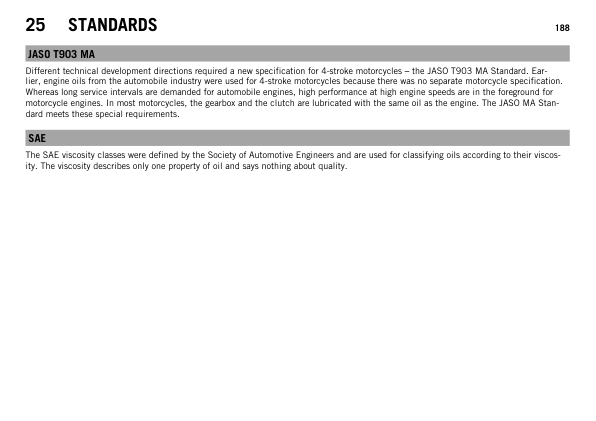 25 STANDARDS 188
JASO T903 MA
Different technical development directions required a new specification for 4-stroke motorcycles – the JASO T903 MA Standard. Ear-
lier, engine oils from the automobile industry were used for 4-stroke motorcycles because there was no separate motorcycle specification.
Whereas long service intervals are demanded for automobile engines, high performance at high engine speeds are in the foreground for
motorcycle engines. In most motorcycles, the gearbox and the clutch are lubricated with the same oil as the engine. The JASO MA Stan-
dard meets these special requirements.
SAE
The SAE viscosity classes were defined by the Society of Automotive Engineers and are used for classifying oils according to their viscos-
ity. The viscosity describes only one property of oil and says nothing about quality.